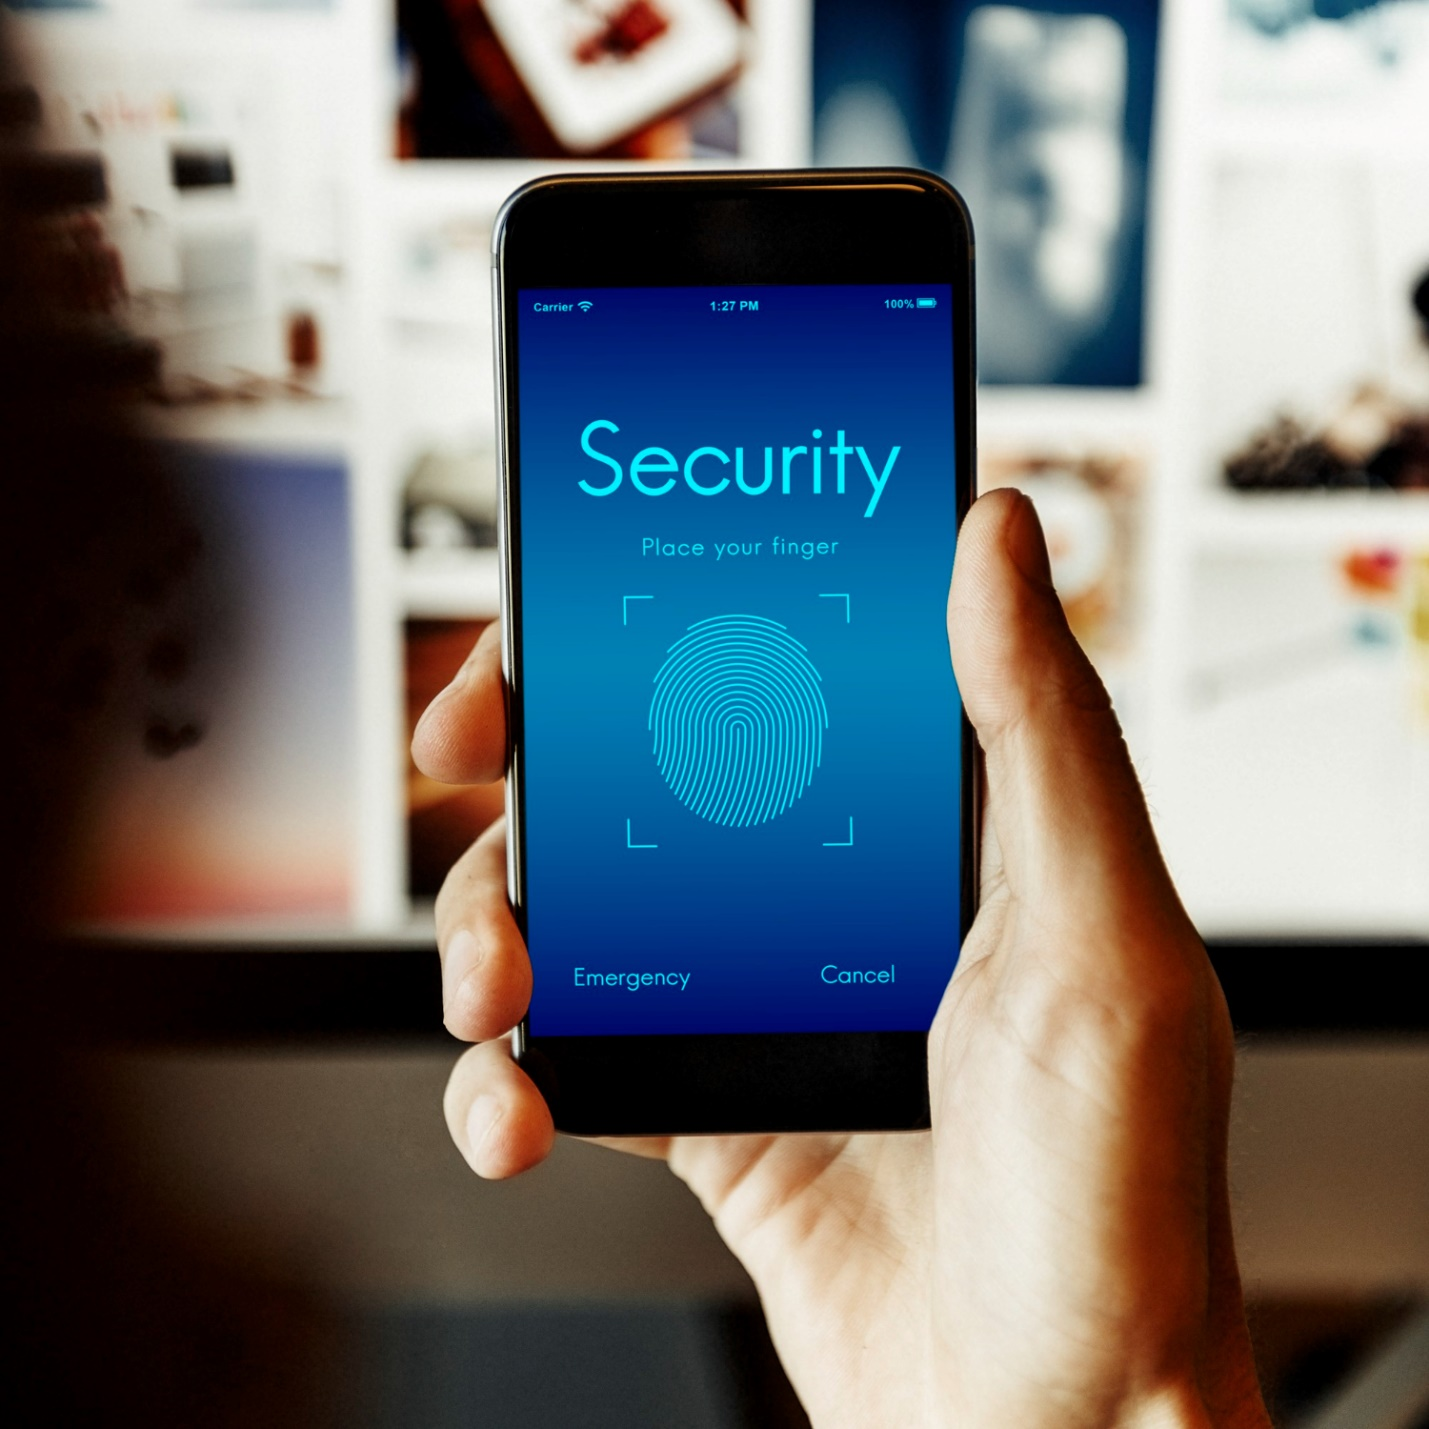 Carrier 1:27 PM 100%
Security
Place your finger
Emergency Cancel